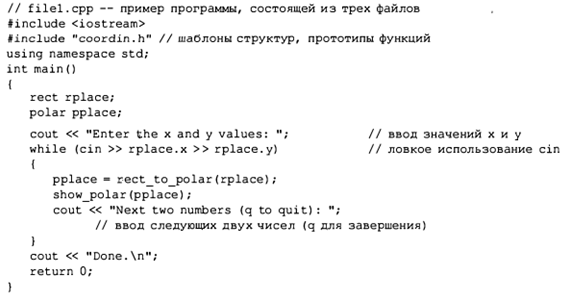 // file1.cpp -- пример программы, состоящей из трех файлов
#include <iostream>
#include "coordin.h" // шаблоны структур, прототипы функций
using namespace std;
int main()
{
rect rplace;
polar pplace;
cout << "Enter the x and y values: "; // ввод значений x и y
while (cin >> rplace.x >> rplace.y) // ловкое использование cin
{
pplace = rect_to_polar(rplace);
show_polar(pplace);
cout << "Next two numbers (q to quit): ";
// ввод следующих двух чисел (q для завершения)
}
cout << "Done.\n";
return 0;
}